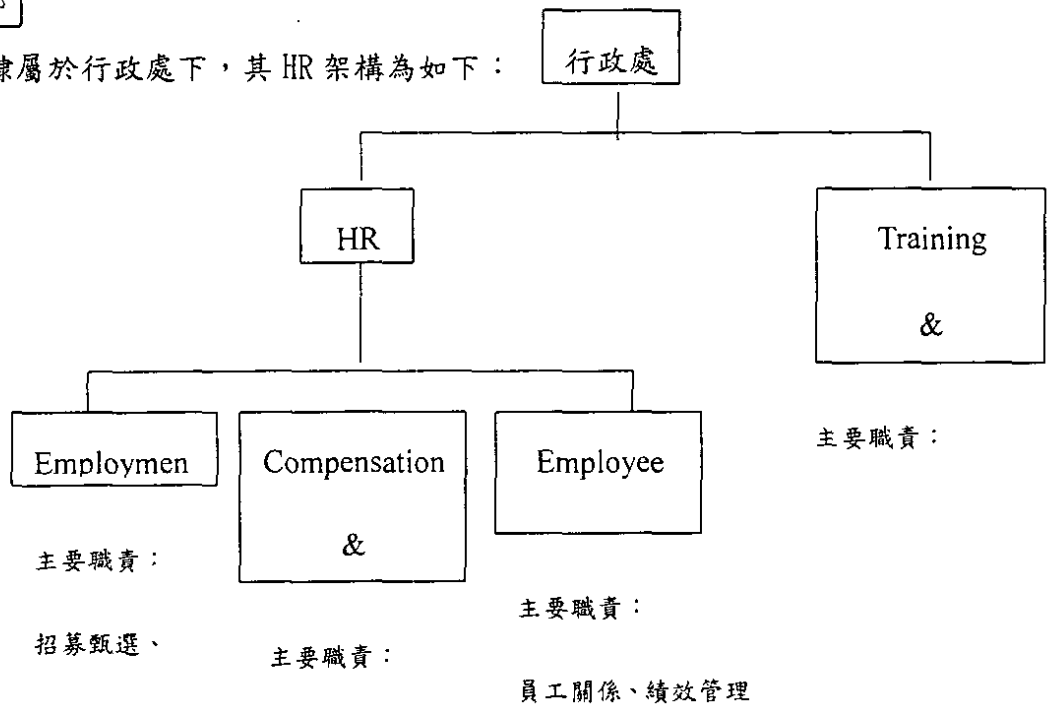 隸屬於行政處下，其 HR 架構為如下：
行政處
HR
Training
&
主要職責：
Employmen
主要職責：
招募甄選、
Compensation
&
主要職責：
Employee
主要職責：
員工關係、績效管理